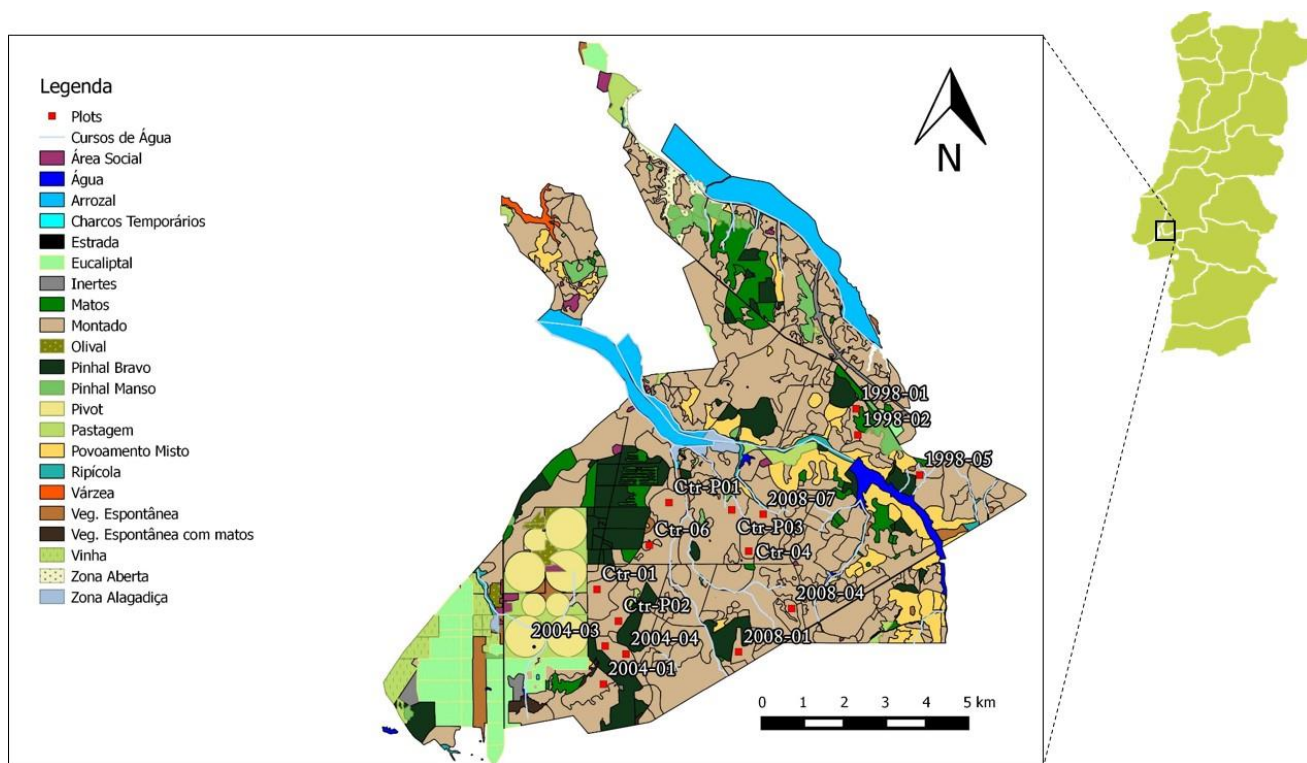 Legenda
Plots
Cursos de Água
Área Social
Água
Arrozal
Charcos Temporários
Estrada
Eucaliptal
Inertes
Matos
Montado
Olival
Pinhal Bravo
Pinhal Manso
Pivot
Pastagem
Povoamento Misto
Ripícola
Várzea
Veg. Espontânea
Veg. Espontânea com matos
Vinha
Zona Aberta
Zona Alagadiça
N
1998-01
1998-02
1998-05
Ctr-P01
2008-07
Ctr-P03
Ctr-06
Ctr-04
Ctr-01
2008-04
Ctr-P02
2004-03
2004-04
2008-01
2004-01
0 1 2 3 4 5 km